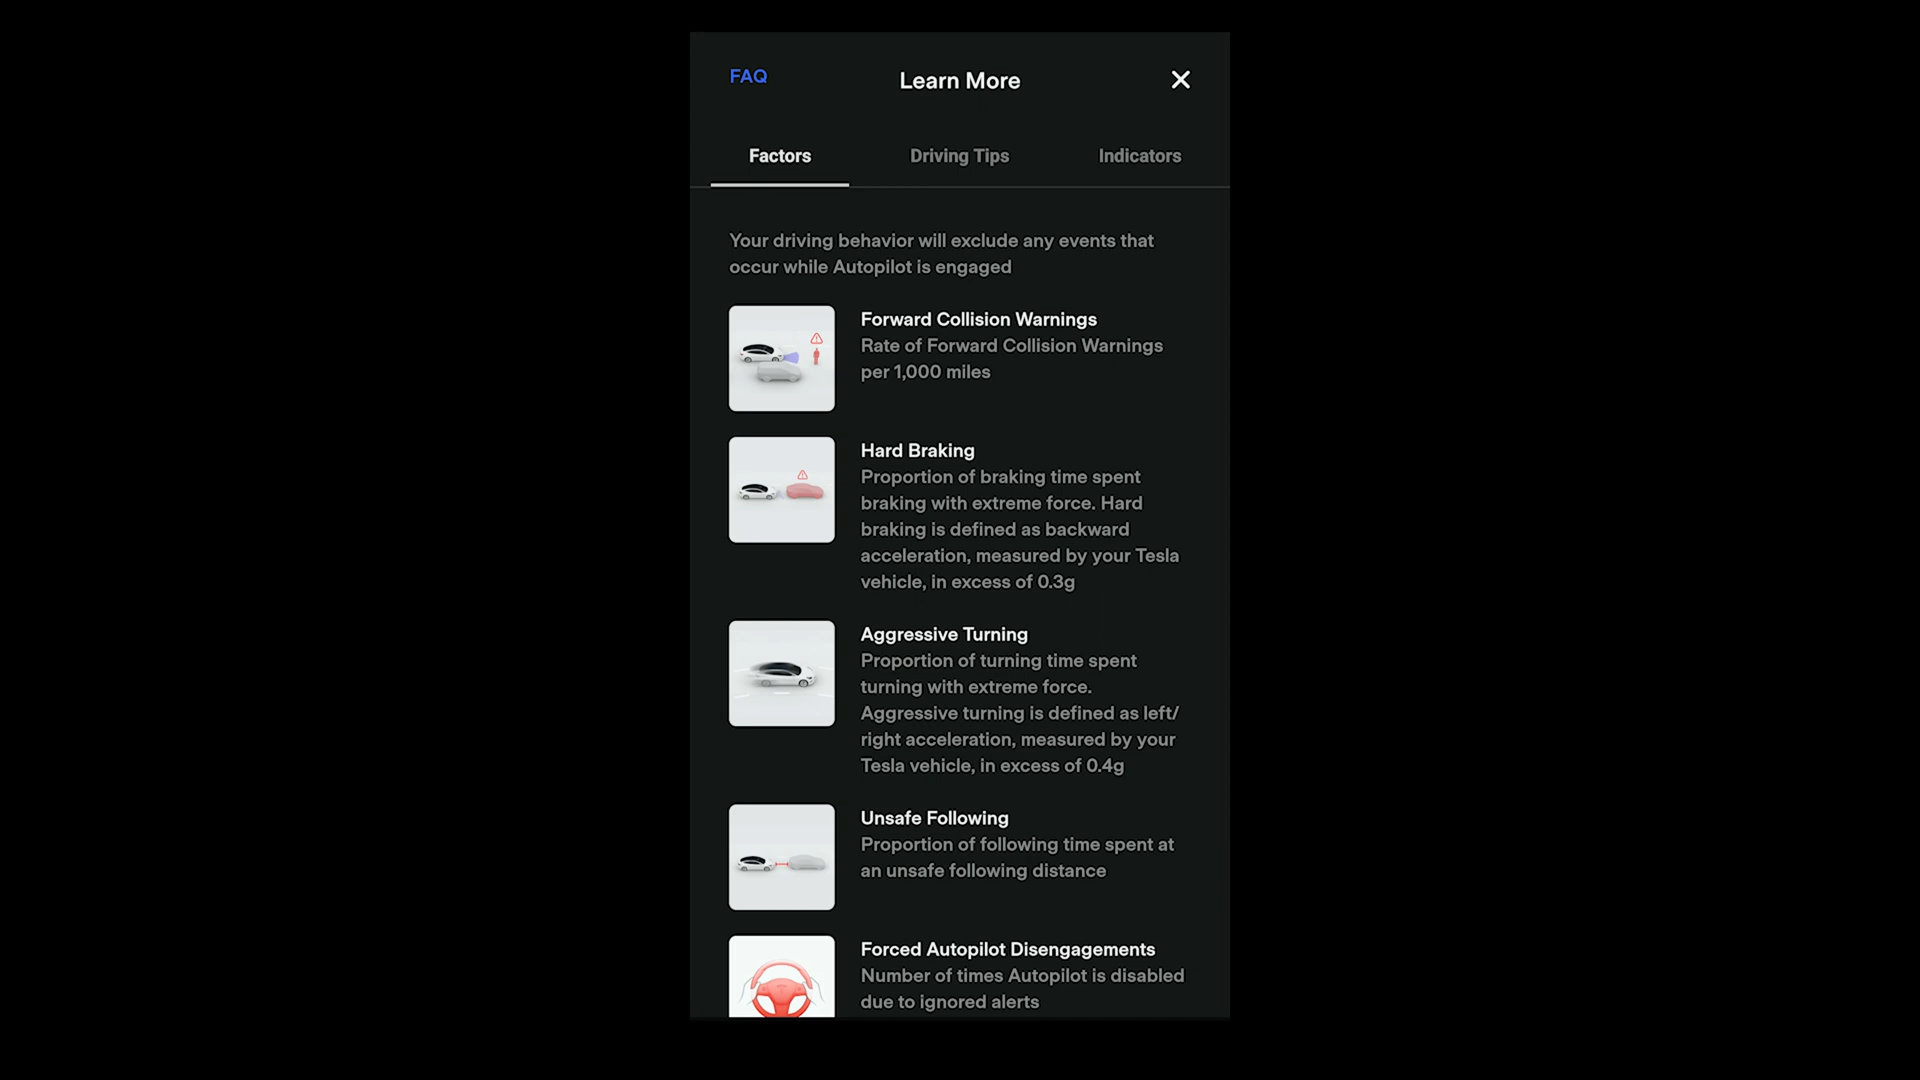 FAQ
Learn More
Factors
Driving Tips
Indicators
Your driving behavior will exclude any events that
occur while Autopilot is engaged
Forward Collision Warnings
Rate of Forward Collision Warnings
per 1,000 miles
Hard Braking
Proportion of braking time spent
braking with extreme force. Hard
braking is defined as backward
acceleration, measured by your Tesla
vehicle, in excess of 0.3g
Aggressive Turning
Proportion of turning time spent
turning with extreme force.
Aggressive turning is defined as left/
right acceleration, measured by your
Tesla vehicle, in excess of 0.4g
Unsafe Following
Proportion of following time spent at
an unsafe following distance
Forced Autopilot Disengagements
Number of times Autopilot is disabled
due to ignored alerts